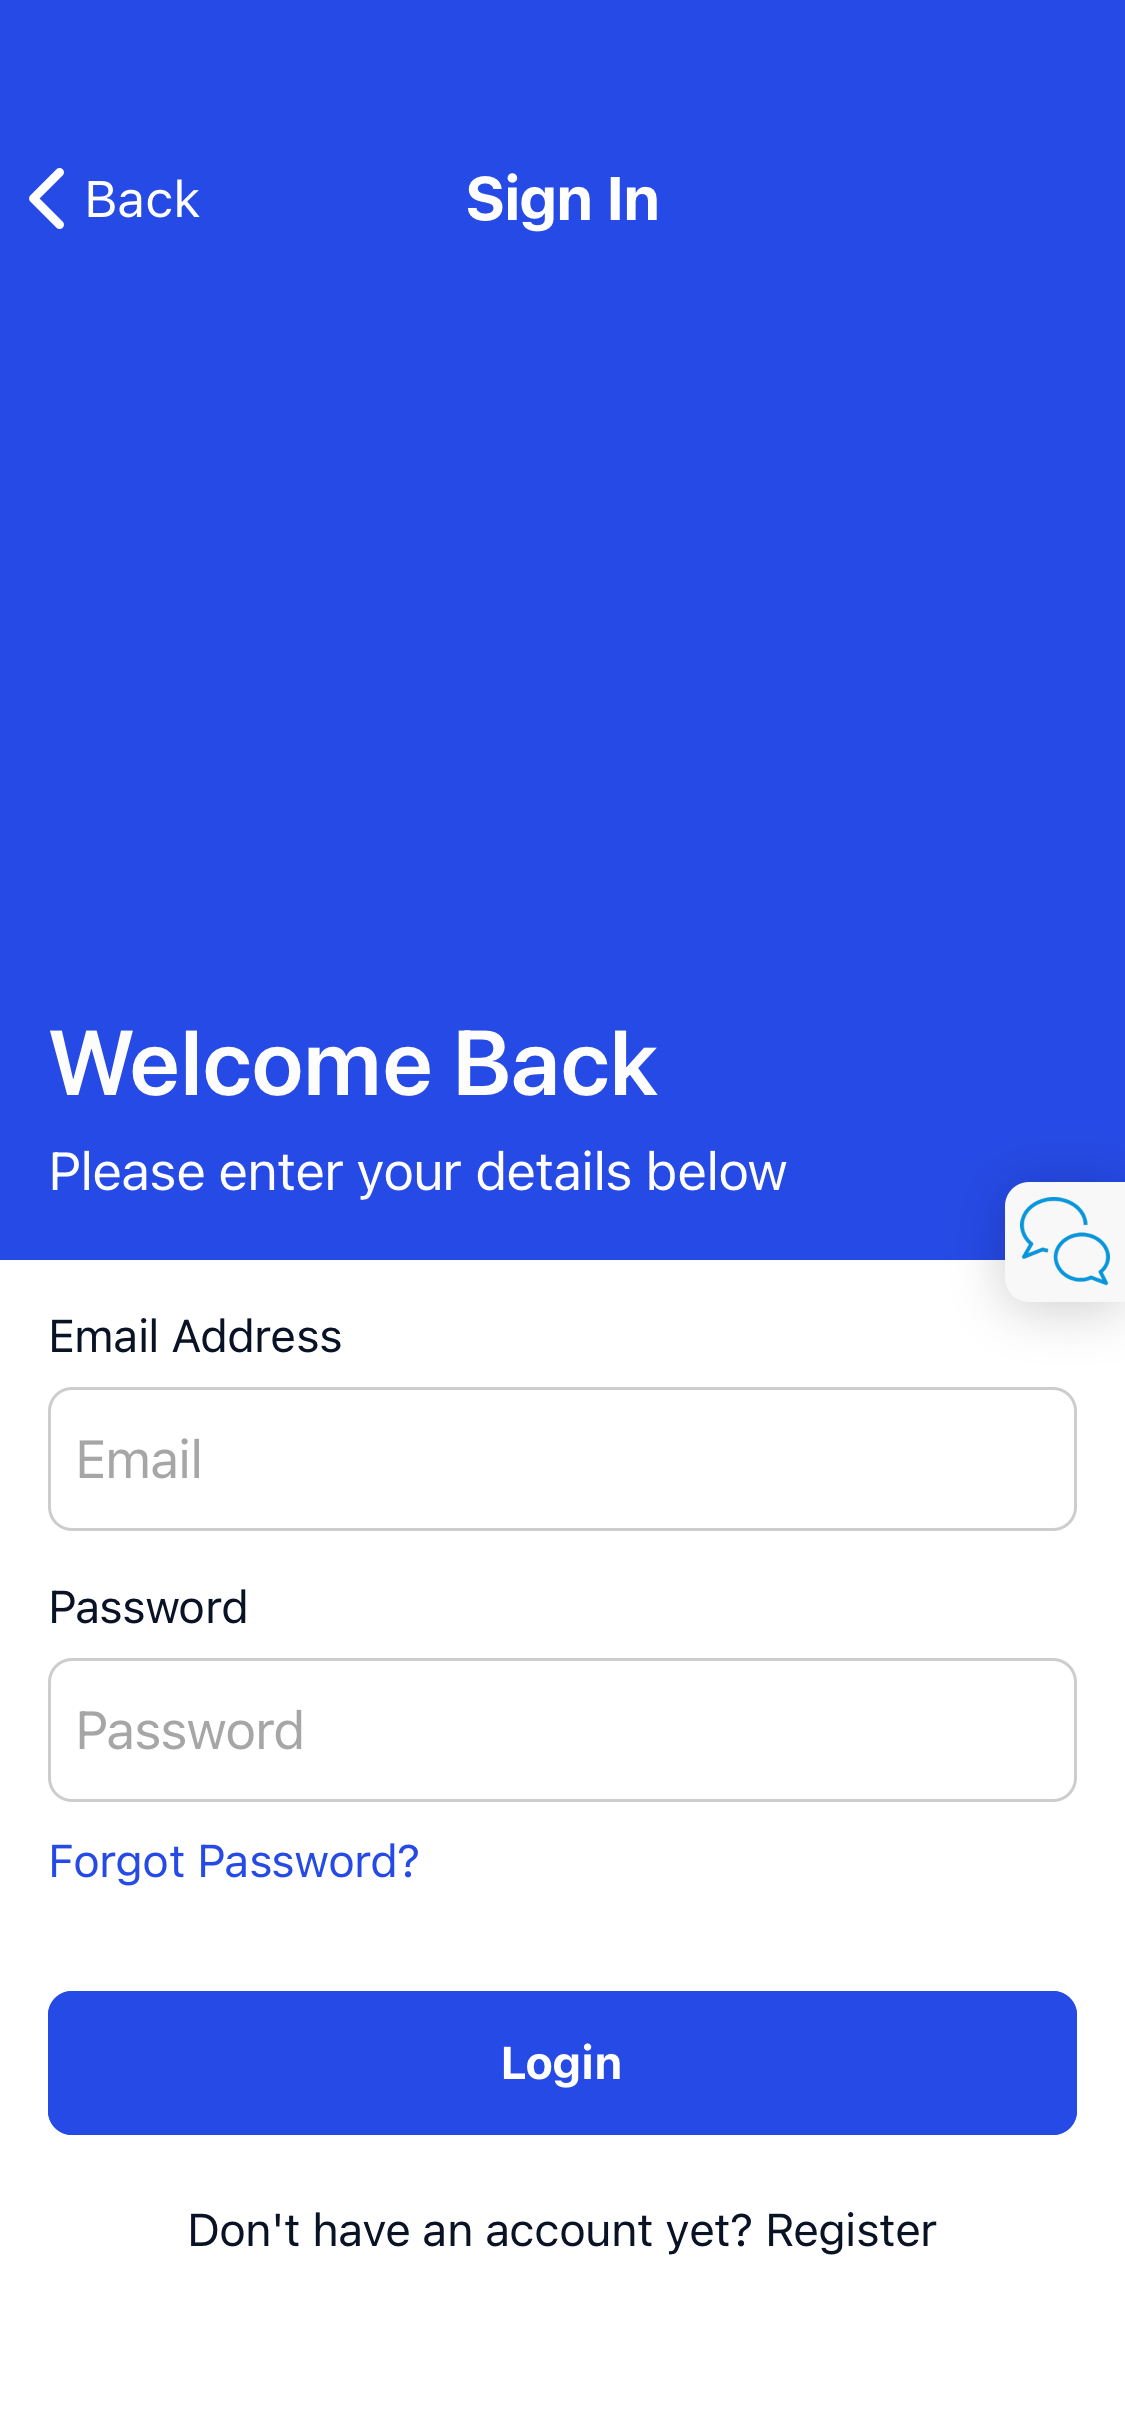 Back
Sign In
Welcome Back
Please enter your details below
Email Address
Email
Password
Password
Forgot Password?
Login
Don't have an account yet? Register